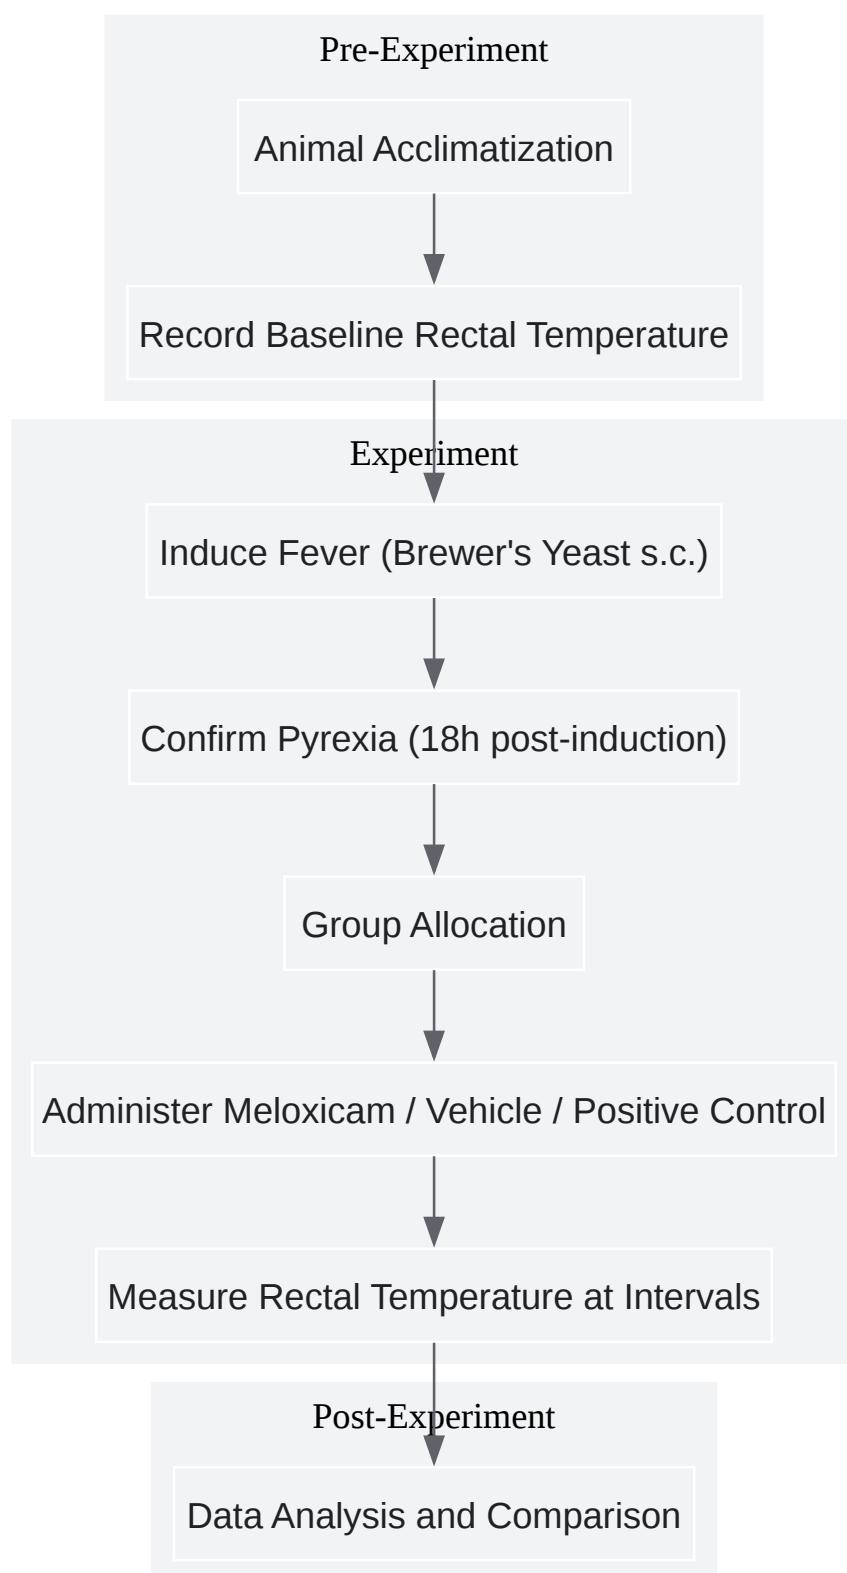 Pre-Experiment
Animal Acclimatization
Record Baseline Rectal Temperature
Experiment
Induce Fever (Brewer's Yeast s.c.)
Confirm Pyrexia (18h post-induction)
Group Allocation
Administer Meloxicam / Vehicle / Positive Control
Measure Rectal Temperature at Intervals
Post-Experiment
Data Analysis and Comparison